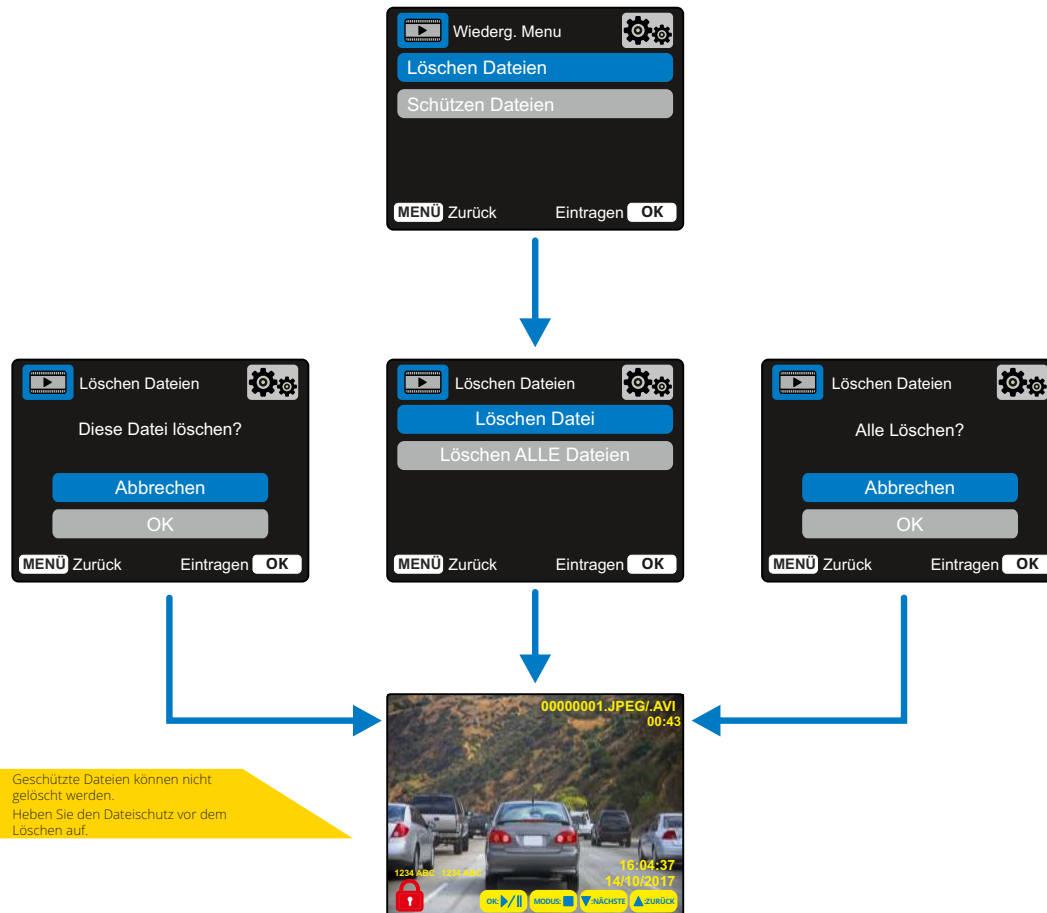 Wiederg. Menu
Löschen Dateien
Schützen Dateien
MENÜ Zurück Eintragen OK
Löschen Dateien
Diese Datei löschen?
Abbrechen
OK
MENÜ Zurück Eintragen OK
Löschen Dateien
Löschen Datei
Löschen ALLE Dateien
MENÜ Zurück Eintragen OK
Löschen Dateien
Alle Löschen?
Abbrechen
OK
MENÜ Zurück Eintragen OK
Geschützte Dateien können nicht
gelöscht werden.
Heben Sie den Dateischutz vor dem
Löschen auf.
00000001.JPEG/.AVI
00:43
1234 ABC 1234 ABC
16:04:37
14/10/2017
OK: MODUS: :NÄCHSTE :ZURÜCK